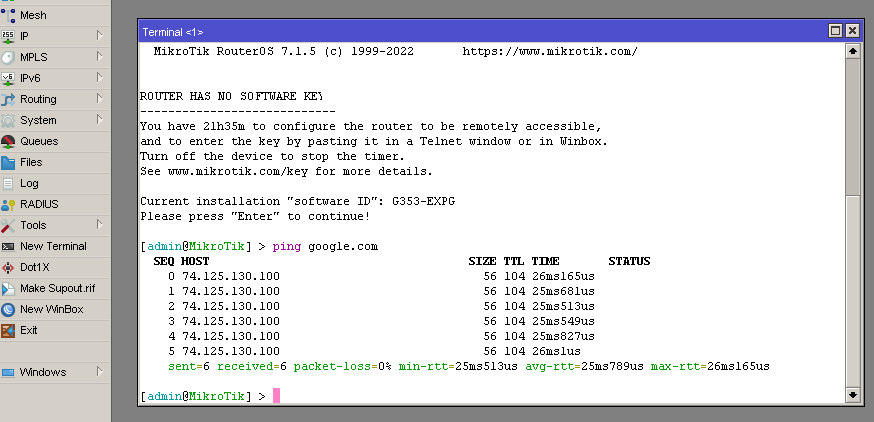 Mesh
IP
MPLS
IPv6
Routing
System
Queues
Files
Log
RADIUS
Tools
New Terminal
Dot1X
Make Supout.rif
New WinBox
Exit
Windows
Terminal <1>
MikroTik RouterOS 7.1.5 (c) 1999-2022 https://www.mikrotik.com/
ROUTER HAS NO SOFTWARE KEY
----------------------------
You have 21h35m to configure the router to be remotely accessible,
and to enter the key by pasting it in a Telnet window or in Winbox.
Turn off the device to stop the timer.
See www.mikrotik.com/key for more details.
Current installation "software ID": G353-EXPG
Please press "Enter" to continue!
[admin@MikroTik] > ping google.com
SEQ HOST SIZE TTL TIME STATUS
0 74.125.130.100 56 104 26ms165us
1 74.125.130.100 56 104 25ms681us
2 74.125.130.100 56 104 25ms513us
3 74.125.130.100 56 104 25ms549us
4 74.125.130.100 56 104 25ms827us
5 74.125.130.100 56 104 26ms1us
sent=6 received=6 packet-loss=0% min-rtt=25ms513us avg-rtt=25ms789us max-rtt=26ms165us
[admin@MikroTik] >